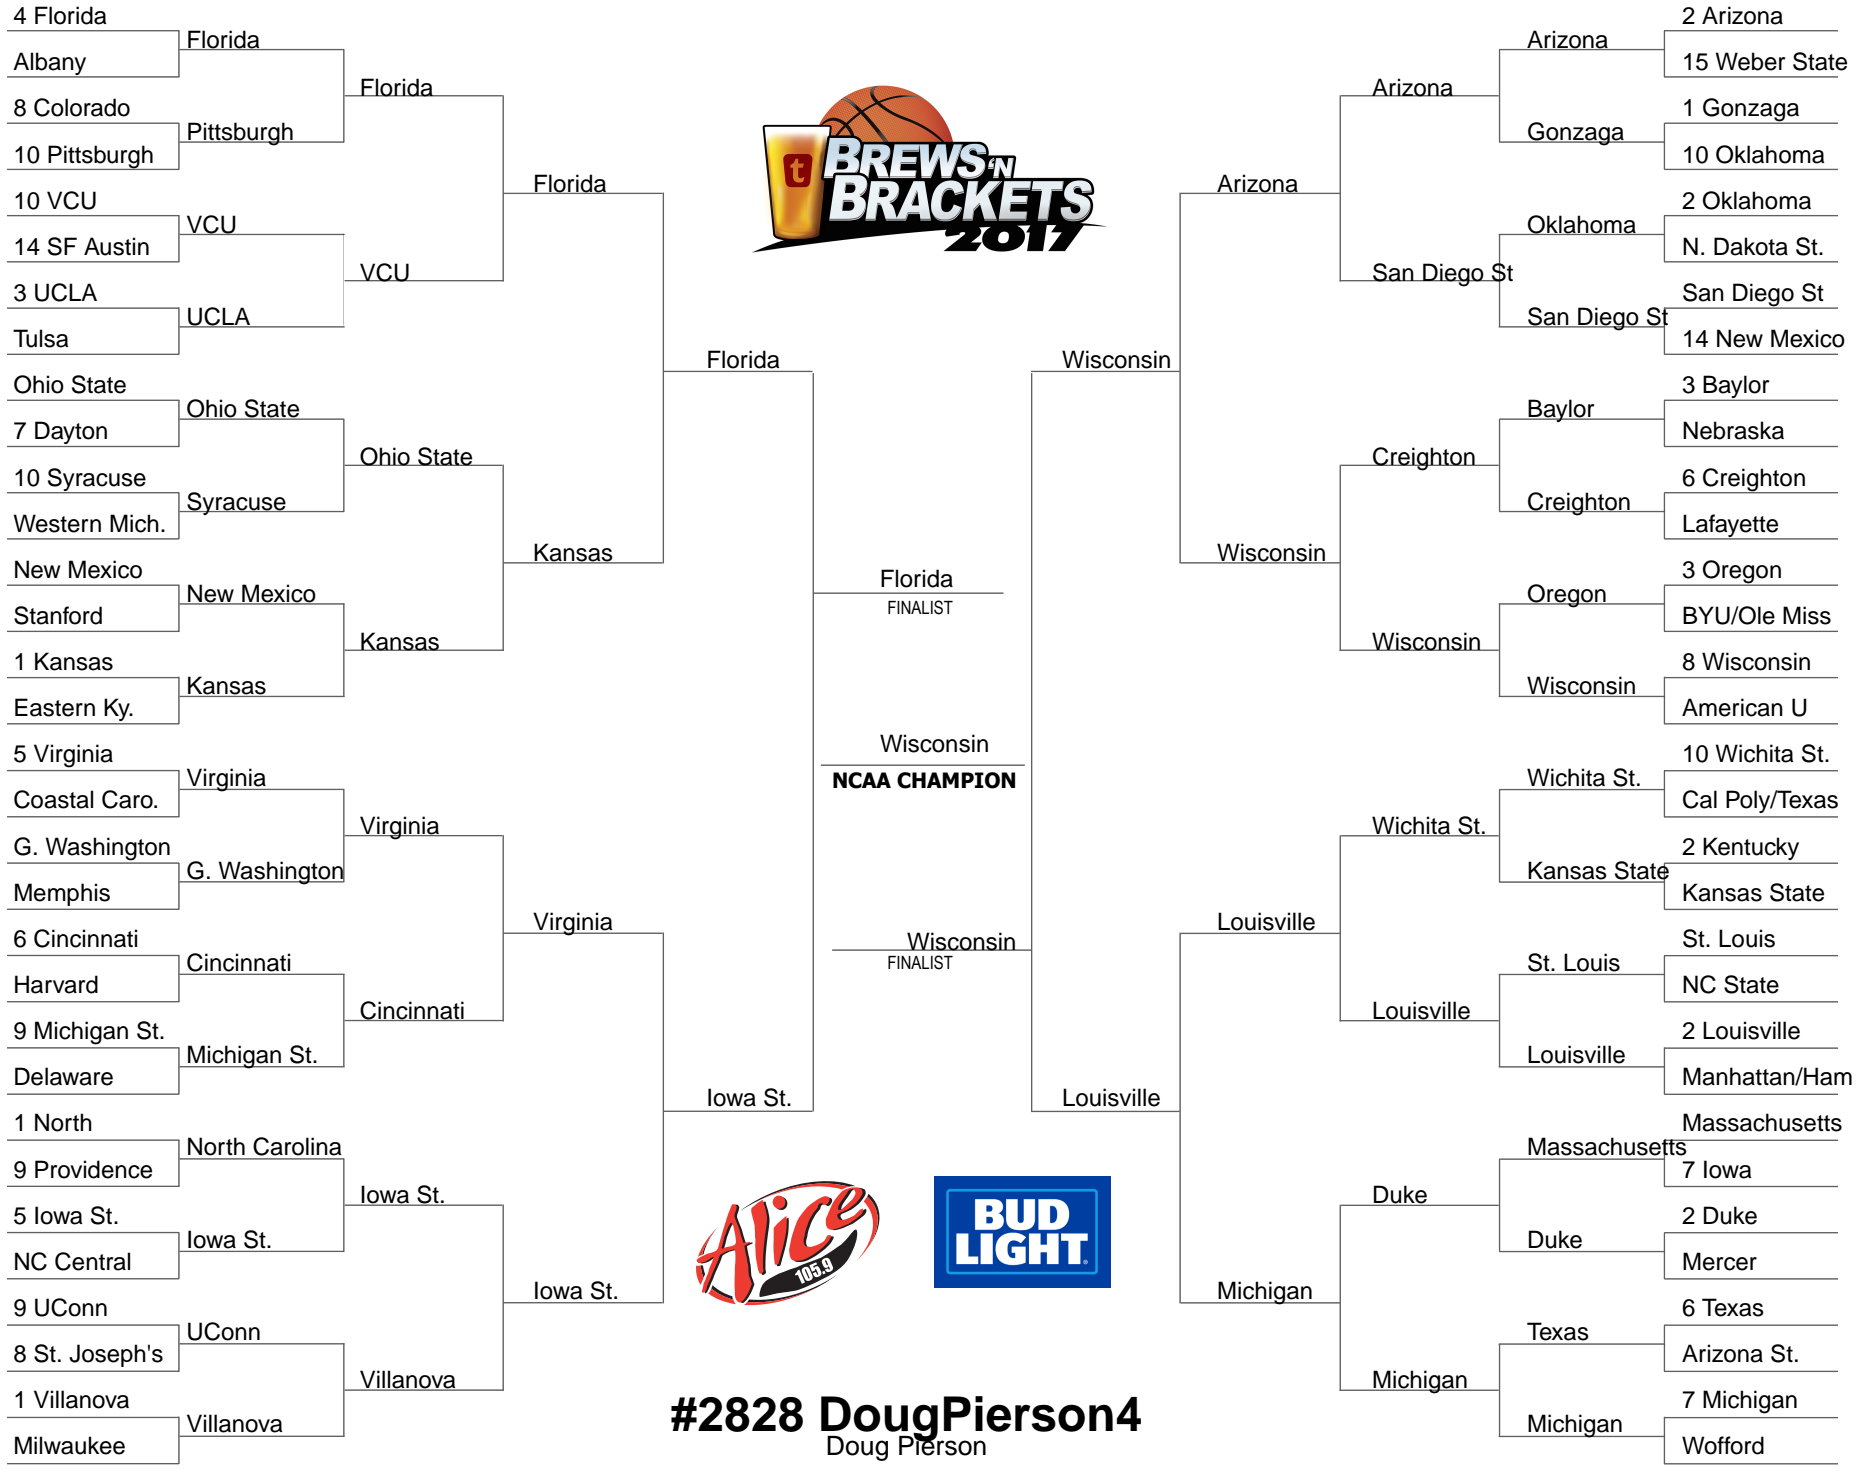 4 Florida
Albany
8 Colorado
10 Pittsburgh
10 VCU
14 SF Austin
3 UCLA
Tulsa
Ohio State
7 Dayton
10 Syracuse
Western Mich.
New Mexico
Stanford
1 Kansas
Eastern Ky.
5 Virginia
Coastal Caro.
G. Washington
Memphis
6 Cincinnati
Harvard
9 Michigan St.
Delaware
1 North
9 Providence
5 Iowa St.
NC Central
9 UConn
8 St. Joseph's
1 Villanova
Milwaukee
Florida
Pittsburgh
VCU
UCLA
Ohio State
Syracuse
New Mexico
Kansas
Virginia
G. Washington
Cincinnati
Michigan St.
North Carolina
Iowa St.
UConn
Villanova
Florida
VCU
Ohio State
Kansas
Virginia
Cincinnati
Iowa St.
Villanova
Florida
Kansas
Virginia
Iowa St.
Florida
Iowa St.
t
BREWS 'N
BRACKETS
2017
Florida
FINALIST
Wisconsin
NCAA CHAMPION
Wisconsin
FINALIST
Alice
105.9
BUD
LIGHT
#2828 DougPierson4
Doug Pierson
Wisconsin
Louisville
Arizona
Wisconsin
Louisville
Michigan
Arizona
San Diego St
Creighton
Wisconsin
Wichita St.
Louisville
Duke
Michigan
Arizona
Gonzaga
Oklahoma
San Diego St
Baylor
Creighton
Oregon
Wisconsin
Wichita St.
Kansas State
St. Louis
Louisville
Massachusetts
Duke
Texas
Michigan
2 Arizona
15 Weber State
1 Gonzaga
10 Oklahoma
2 Oklahoma
N. Dakota St.
San Diego St
14 New Mexico
3 Baylor
Nebraska
6 Creighton
Lafayette
3 Oregon
BYU/Ole Miss
8 Wisconsin
American U
10 Wichita St.
Cal Poly/Texas
2 Kentucky
Kansas State
St. Louis
NC State
2 Louisville
Manhattan/Ham
Massachusetts
7 Iowa
2 Duke
Mercer
6 Texas
Arizona St.
7 Michigan
Wofford